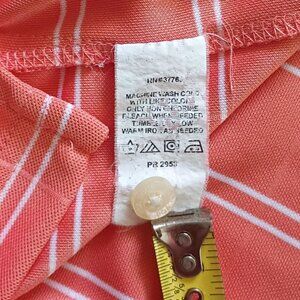 MACHINE WASH COLD
WITH LIKE COLORS
ONLY NON CHLORINE
BLEACH WHEN NEEDED
TUMBLE DRY LOW
WARM IRON AS NEEDED
PR 2953